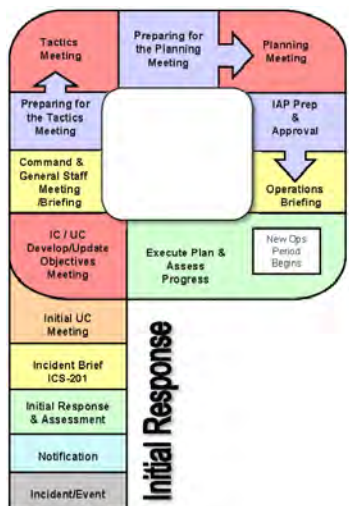 Tactics
Meeting
Preparing for
the Planning
Meeting
Planning
Meeting
Preparing for
the Tactics
Meeting
IAP Prep
&
Approval
Command &
General Staff
Meeting
/Briefing
Operations
Briefing
IC / UC
Develop/Update
Objectives
Meeting
Execute Plan &
Assess
Progress
New Ops
Period
Begins
Initial UC
Meeting
Incident Brief
ICS-201
Initial Response
& Assessment
Notification
Incident/Event
Initial Response